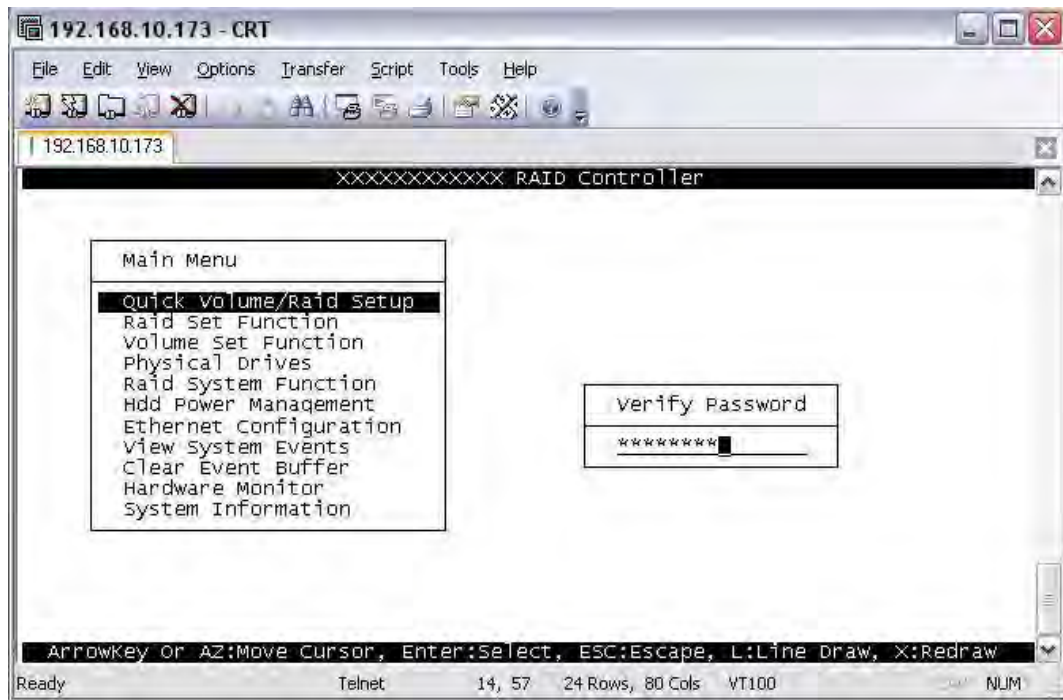 192.168.10.173 - CRT
File Edit View Options Transfer Script Tools Help
192.168.10.173
XXXXXXXXXXXX RAID Controller
Main Menu
Quick Volume/Raid Setup
Raid Set Function
Volume Set Function
Physical Drives
Raid System Function
Hdd Power Management
Ethernet Configuration
View System Events
Clear Event Buffer
Hardware Monitor
System Information
Verify Password
********
ArrowKey Or AZ:Move Cursor, Enter:Select, ESC:Escape, L:Line Draw, X:Redraw
Ready Telnet 14, 57 24 Rows, 80 Cols VT100 NUM